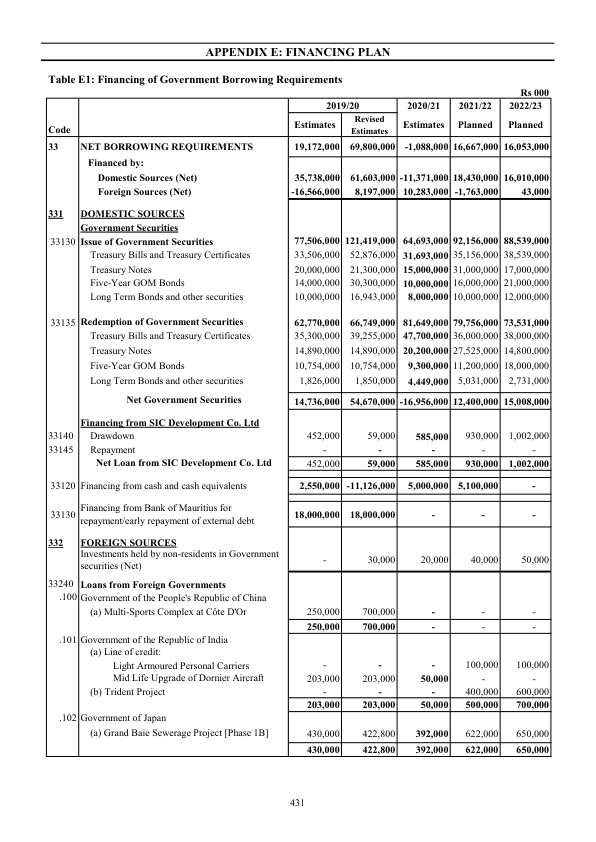 APPENDIX E: FINANCING PLAN
Table E1: Financing of Government Borrowing Requirements
Rs 000
Code 2019/20 2020/21 2021/22 2022/23
Estimates Revised Estimates Estimates Planned Planned
33 NET BORROWING REQUIREMENTS 19,172,000 69,800,000 -1,088,000 16,667,000 16,053,000
Financed by:
Domestic Sources (Net) 35,738,000 61,603,000 -11,371,000 18,430,000 16,010,000
Foreign Sources (Net) -16,566,000 8,197,000 10,283,000 -1,763,000 43,000
331 DOMESTIC SOURCES
Government Securities
33130 Issue of Government Securities 77,506,000 121,419,000 64,693,000 92,156,000 88,539,000
Treasury Bills and Treasury Certificates 33,506,000 52,876,000 31,693,000 35,156,000 38,539,000
Treasury Notes 20,000,000 21,300,000 15,000,000 31,000,000 17,000,000
Five-Year GOM Bonds 14,000,000 30,300,000 10,000,000 16,000,000 21,000,000
Long Term Bonds and other securities 10,000,000 16,943,000 8,000,000 10,000,000 12,000,000
33135 Redemption of Government Securities 62,770,000 66,749,000 81,649,000 79,756,000 73,531,000
Treasury Bills and Treasury Certificates 35,300,000 39,255,000 47,700,000 36,000,000 38,000,000
Treasury Notes 14,890,000 14,890,000 20,200,000 27,525,000 14,800,000
Five-Year GOM Bonds 10,754,000 10,754,000 9,300,000 11,200,000 18,000,000
Long Term Bonds and other securities 1,826,000 1,850,000 4,449,000 5,031,000 2,731,000
Net Government Securities 14,736,000 54,670,000 -16,956,000 12,400,000 15,008,000
Financing from SIC Development Co. Ltd
33140 Drawdown 452,000 59,000 585,000 930,000 1,002,000
33145 Repayment - - - - -
Net Loan from SIC Development Co. Ltd 452,000 59,000 585,000 930,000 1,002,000
33120 Financing from cash and cash equivalents 2,550,000 -11,126,000 5,000,000 5,100,000 -
33130 Financing from Bank of Mauritius for
repayment/early repayment of external debt 18,000,000 18,000,000 - - -
332 FOREIGN SOURCES
Investments held by non-residents in Government
securities (Net) - 30,000 20,000 40,000 50,000
33240 Loans from Foreign Governments
.100 Government of the People's Republic of China
(a) Multi-Sports Complex at Côte D'Or 250,000 700,000 - - -
250,000 700,000 - - -
.101 Government of the Republic of India
(a) Line of credit:
Light Armoured Personal Carriers - - - 100,000 100,000
Mid Life Upgrade of Dornier Aircraft 203,000 203,000 50,000 - -
(b) Trident Project - - - 400,000 600,000
203,000 203,000 50,000 500,000 700,000
.102 Government of Japan
(a) Grand Baie Sewerage Project [Phase 1B] 430,000 422,800 392,000 622,000 650,000
430,000 422,800 392,000 622,000 650,000
431